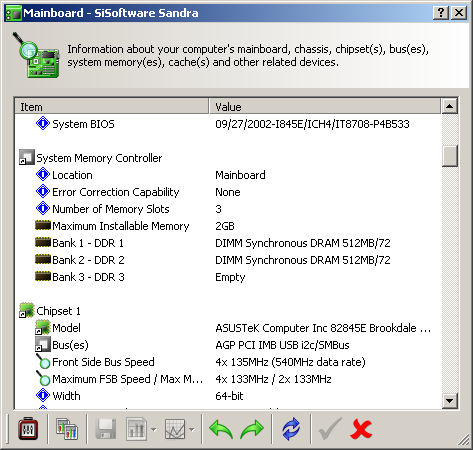 Mainboard - SiSoftware Sandra
Information about your computer's mainboard, chassis, chipset(s), bus(es),
system memory(es), cache(s) and other related devices.
Item Value
System BIOS 09/27/2002-I845E/ICH4/IT8708-P4B533
System Memory Controller
Location Mainboard
Error Correction Capability None
Number of Memory Slots 3
Maximum Installable Memory 2GB
Bank 1 - DDR 1 DIMM Synchronous DRAM 512MB/72
Bank 2 - DDR 2 DIMM Synchronous DRAM 512MB/72
Bank 3 - DDR 3 Empty
Chipset 1
Model ASUSTeK Computer Inc 82845E Brookdale ...
Bus(es) AGP PCI IMB USB i2c/SMBus
Front Side Bus Speed 4x 135MHz (540MHz data rate)
Maximum FSB Speed / Max M... 4x 133MHz / 2x 133MHz
Width 64-bit